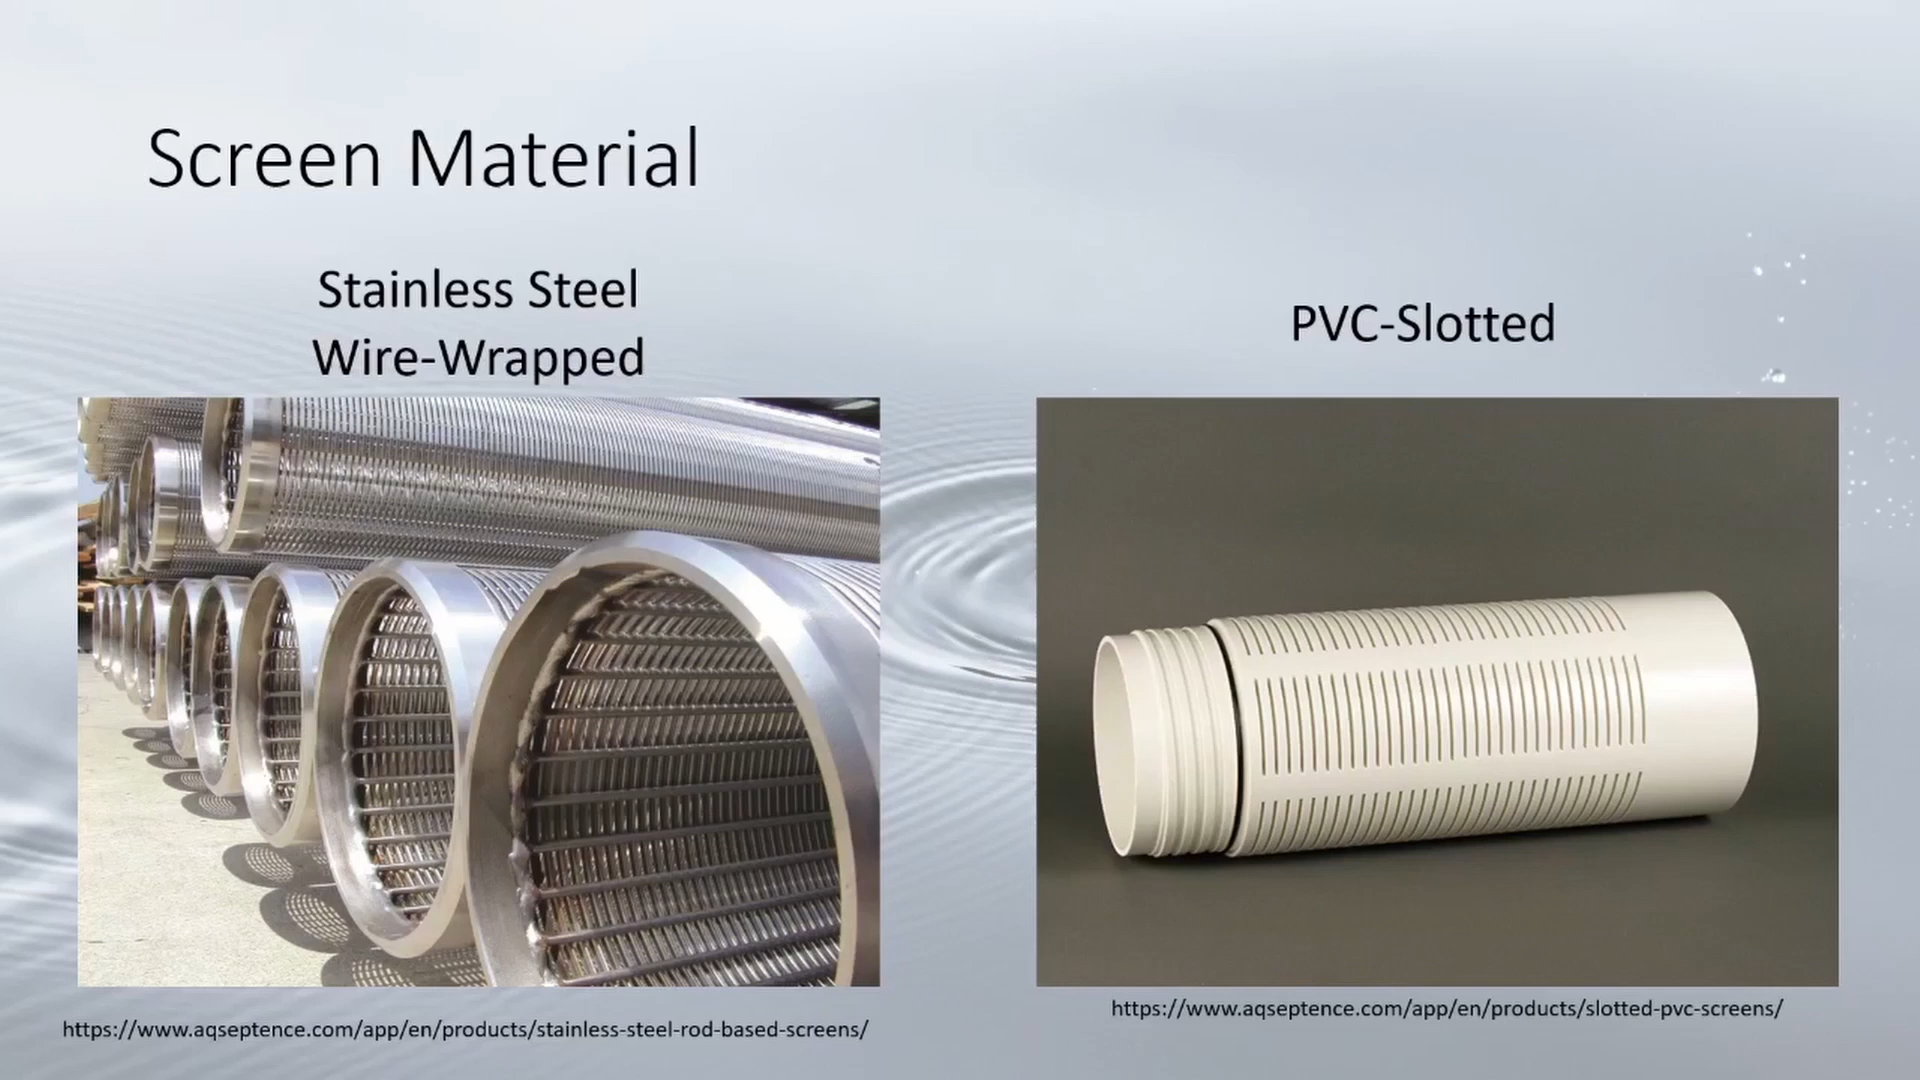 Screen Material
Stainless Steel
Wire-Wrapped
PVC-Slotted
https://www.aqseptence.com/app/en/products/stainless-steel-rod-based-screens/
https://www.aqseptence.com/app/en/products/slotted-pvc-screens/